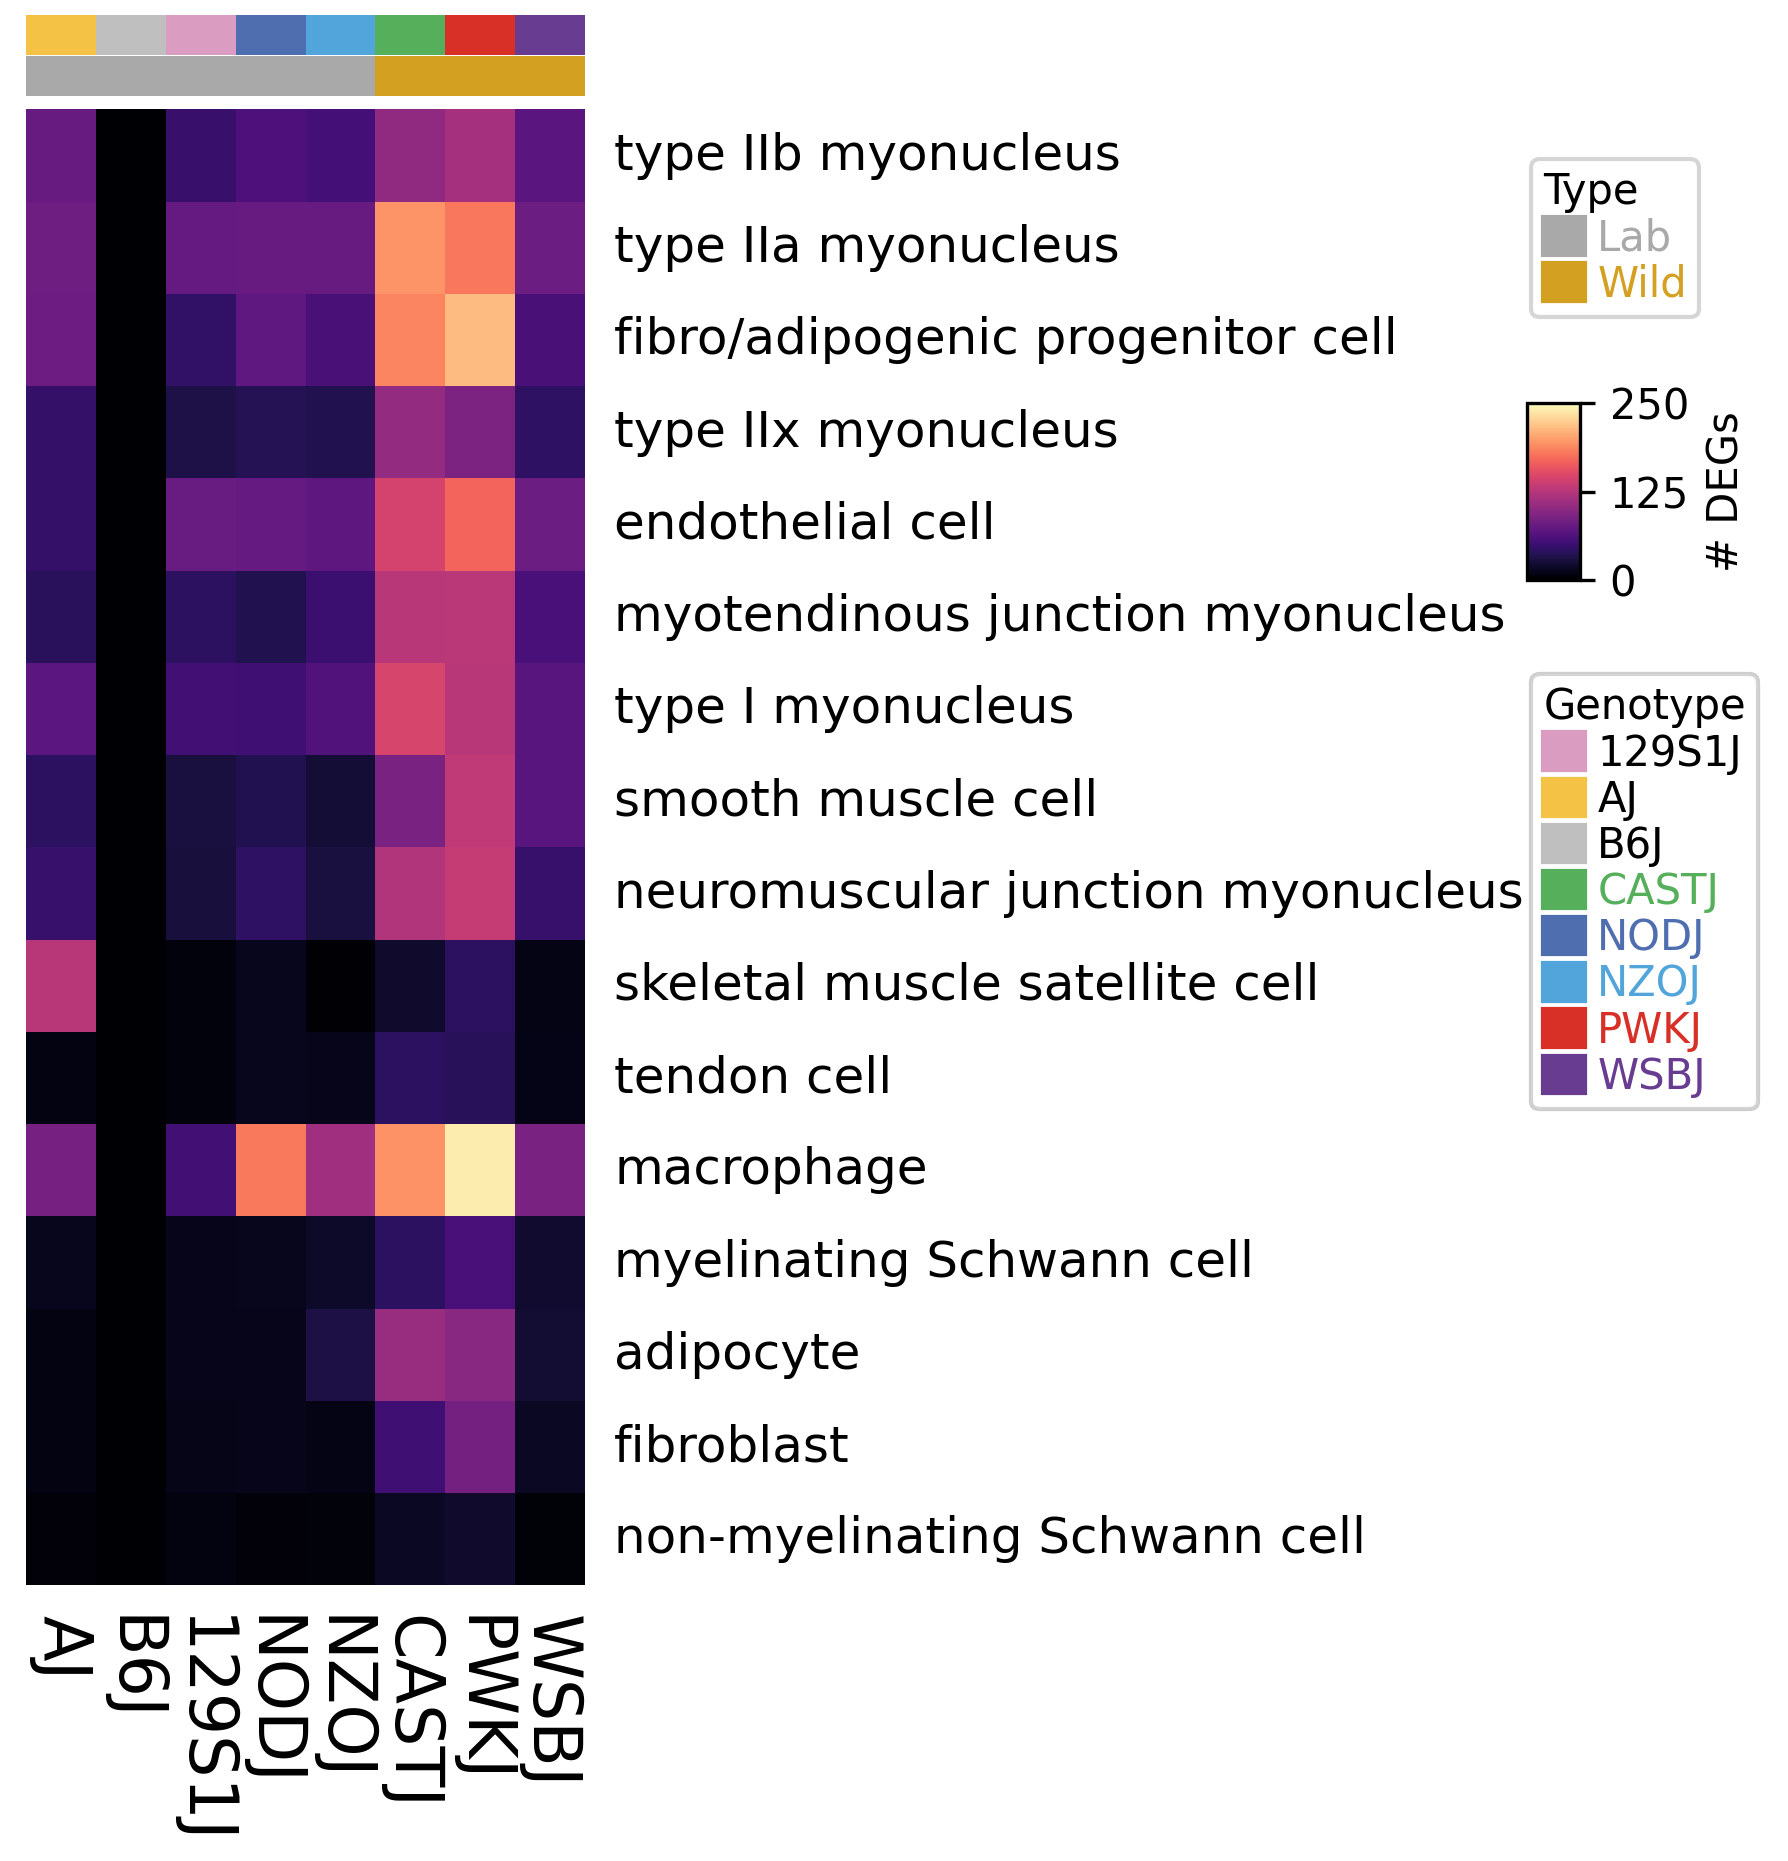 type IIb myonucleus
type IIa myonucleus
fibro/adipogenic progenitor cell
type IIx myonucleus
endothelial cell
myotendinous junction myonucleus
type I myonucleus
smooth muscle cell
neuromuscular junction myonucleus
skeletal muscle satellite cell
tendon cell
macrophage
myelinating Schwann cell
adipocyte
fibroblast
non-myelinating Schwann cell
AJ
B6J
129S1J
NODJ
NZOJ
CASTJ
PWKJ
WSBJ
Type
Lab
Wild
250
125
0
# DEGs
Genotype
129S1J
AJ
B6J
CASTJ
NODJ
NZOJ
PWKJ
WSBJ